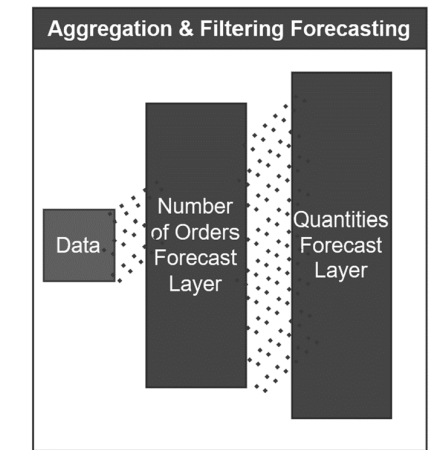 Aggregation & Filtering Forecasting
Data
Number
of Orders
Forecast
Layer
Quantities
Forecast
Layer